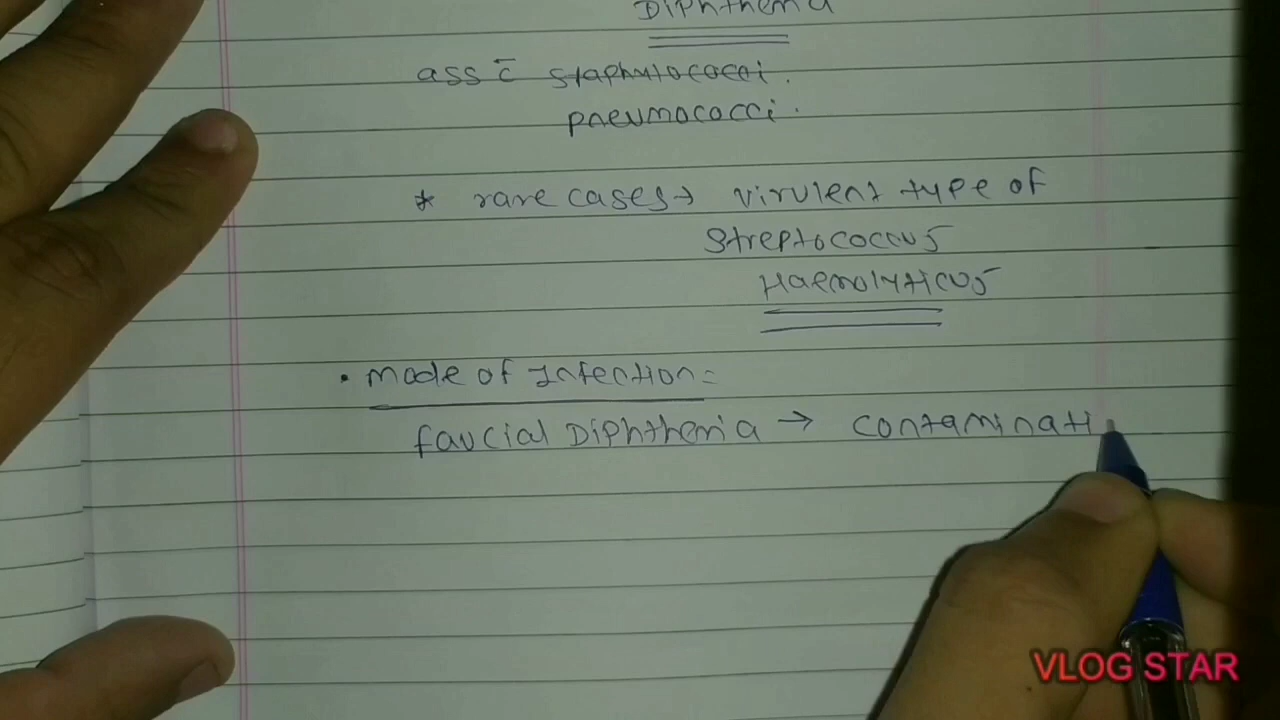 Diphtheria
ass c̄ staphylococci.
pneumococci.
* rare cases → virulent type of
streptococcus
Haemolyticus
• mode of Infection =
faucial Diphtheria → contaminati
VLOG STAR